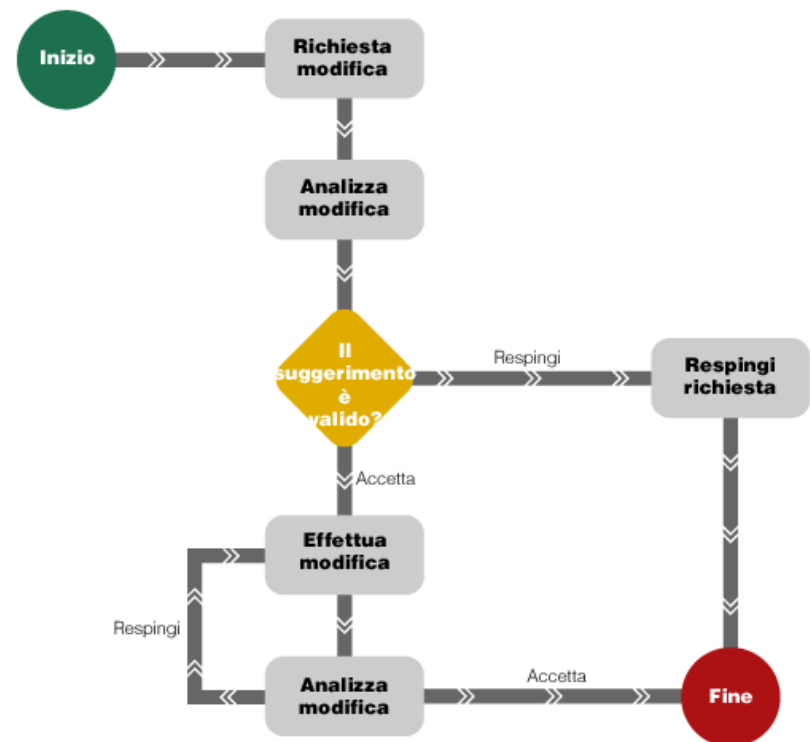 Inizio
Richiesta
modifica
Analizza
modifica
Il
suggerimento
è
valido?
Respingi
Respingi
richiesta
Accetta
Effettua
modifica
Respingi
Analizza
modifica
Accetta
Fine